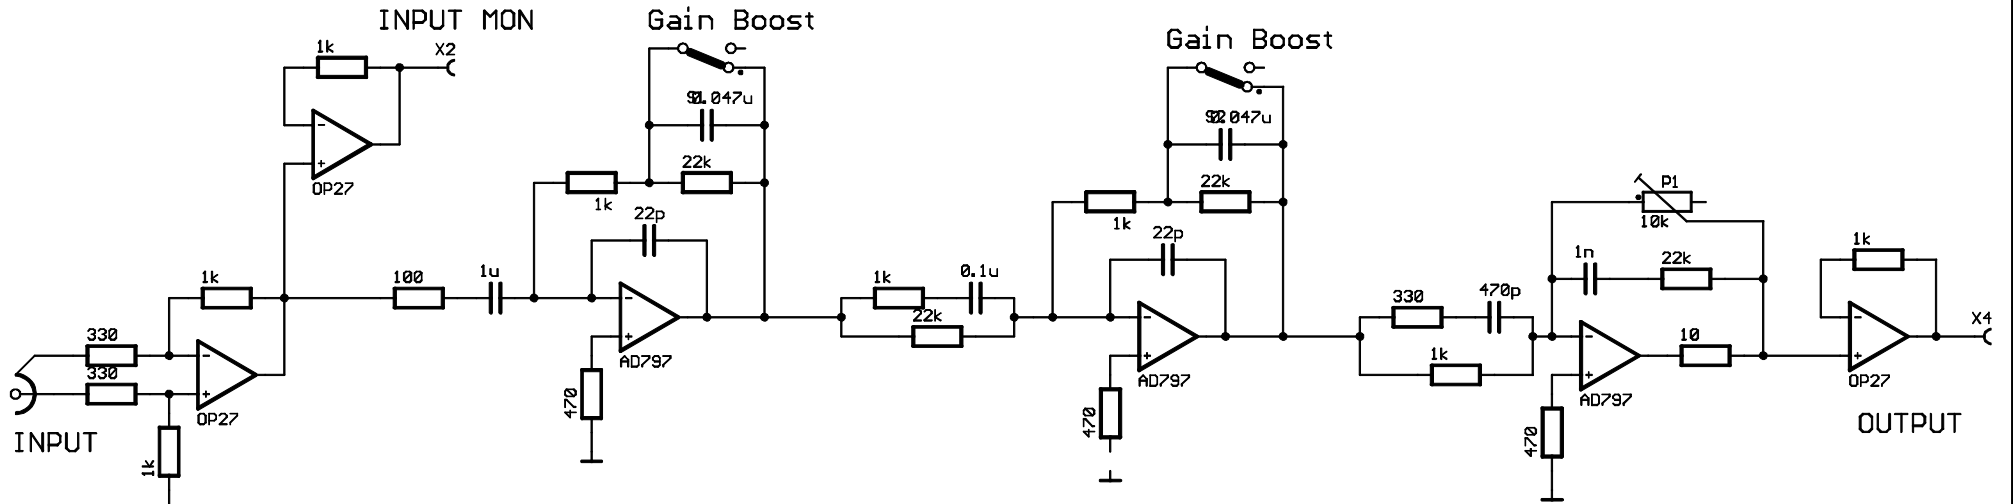 INPUT MON
Gain Boost
Gain Boost
1k
X2
0.047u
0.047u
OP27
22k
1k
22p
22k
1k
22p
P1
10k
1k
100
1u
1k
0.1u
22k
1n
22k
1k
330
330
OP27
AD797
470
330
470p
1k
AD797
470
10
AD797
470
X4
OP27
INPUT
1k
OUTPUT